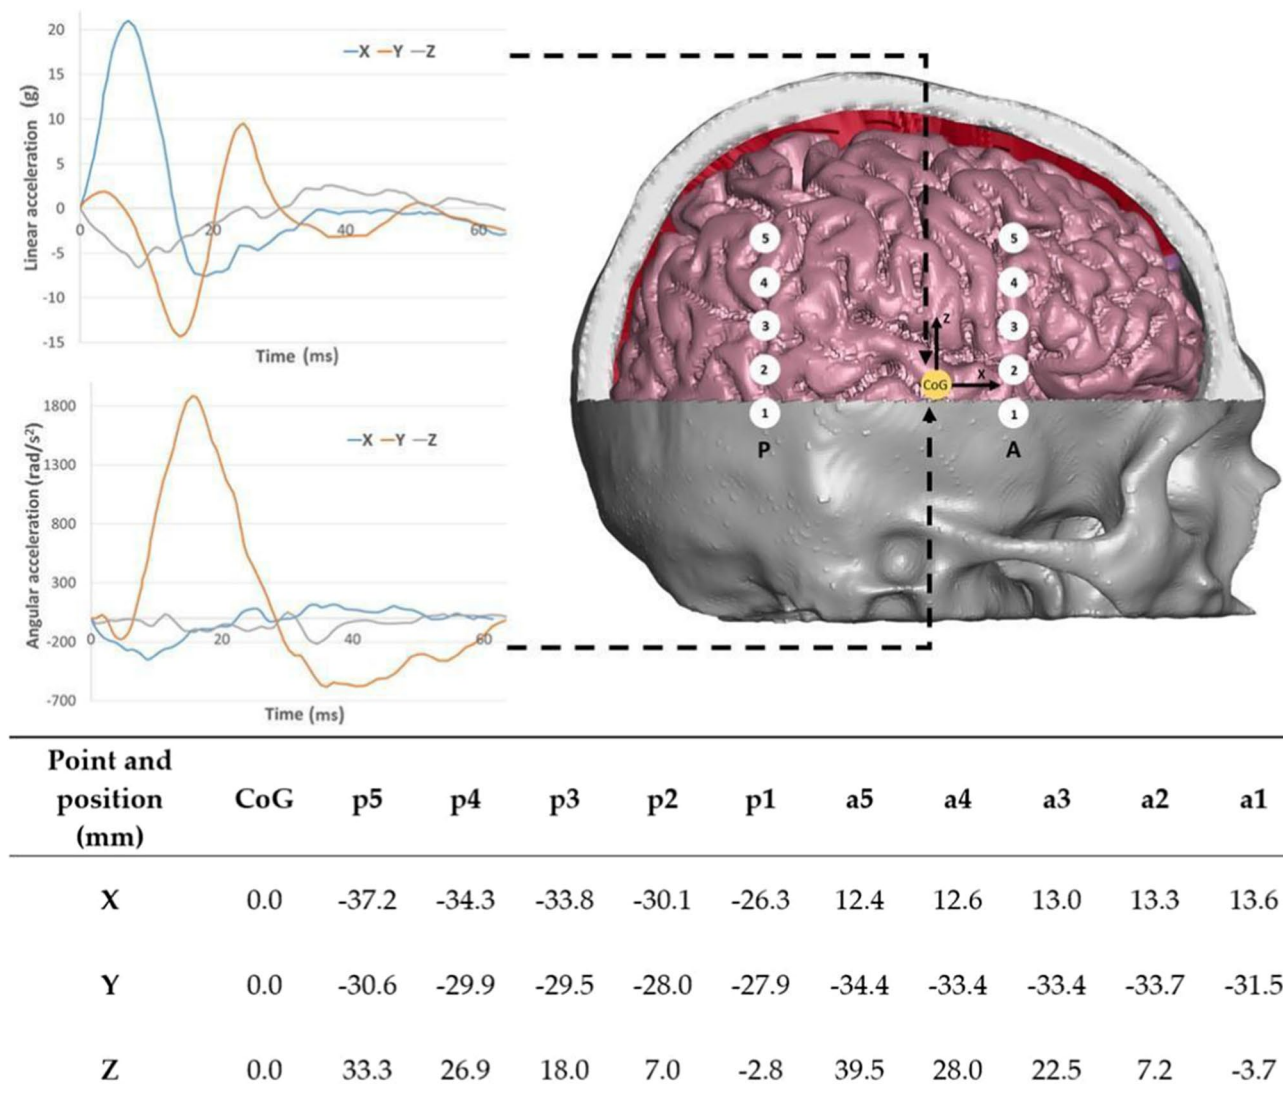 20
15
10
5
0
-5
-10
-15
Linear acceleration (g)
X Y Z
0 20 40 60
Time (ms)
1800
1300
800
300
-200
-700
Angular acceleration (rad/s²)
X Y Z
0 20 40 60
Time (ms)
5 5
4 4
3 3
2 2
1 1
P A
Z
X
CoG
Point and
position CoG p5 p4 p3 p2 p1 a5 a4 a3 a2 a1
(mm)
X 0.0 -37.2 -34.3 -33.8 -30.1 -26.3 12.4 12.6 13.0 13.3 13.6
Y 0.0 -30.6 -29.9 -29.5 -28.0 -27.9 -34.4 -33.4 -33.4 -33.7 -31.5
Z 0.0 33.3 26.9 18.0 7.0 -2.8 39.5 28.0 22.5 7.2 -3.7